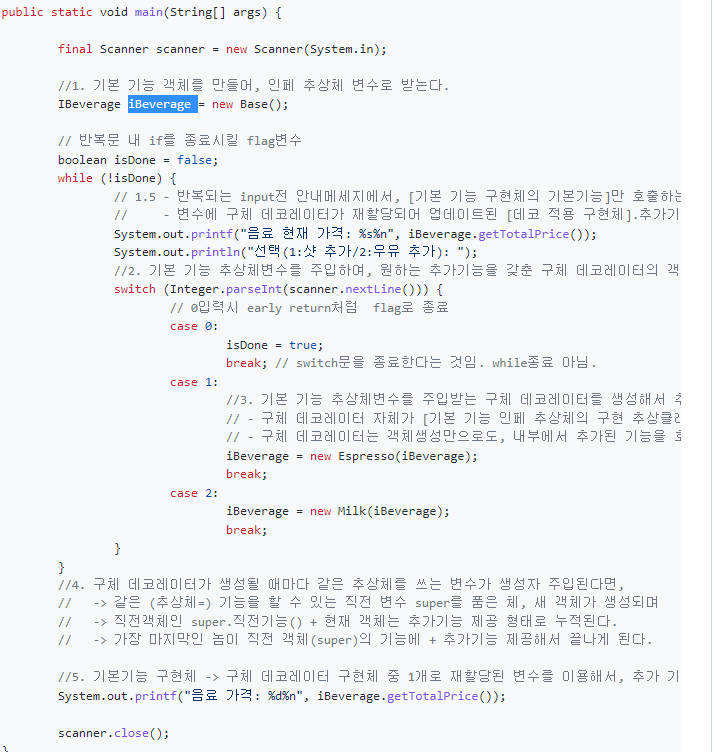 public static void main(String[] args) {
final Scanner scanner = new Scanner(System.in);
//1. 기본 기능 객체를 만들어, 인페 추상체 변수로 받는다.
IBeverage iBeverage = new Base();
// 반복문 내 if를 종료시킬 flag변수
boolean isDone = false;
while (!isDone) {
// 1.5 - 반복되는 input전 안내메세지에서, [기본 기능 구현체의 기본기능]만 호출하는
//     - 변수에 구체 데코레이터가 재할당되어 업데이트된 [데코 적용 구현체].추가기
System.out.printf("음료 현재 가격: %s%n", iBeverage.getTotalPrice());
System.out.println("선택(1:샷 추가/2:우유 추가): ");
//2. 기본 기능 추상체변수를 주입하며, 원하는 추가기능을 갖춘 구체 데코레이터의 객
switch (Integer.parseInt(scanner.nextLine())) {
// 0입력시 early return처럼  flag로 종료
case 0:
isDone = true;
break; // switch문을 종료한다는 것임. while종료 아님.
case 1:
//3. 기본 기능 추상체변수를 주입받는 구체 데코레이터를 생성해서 추
// - 구체 데코레이터 자체가 [기본 기능 인페 추상체의 구현 추상클라
// - 구체 데코레이터는 객체생성만으로도, 내부에서 추가된 기능을 호
iBeverage = new Espresso(iBeverage);
break;
case 2:
iBeverage = new Milk(iBeverage);
break;
}
}
//4. 구체 데코레이터가 생성될 때마다 같은 추상체를 쓰는 변수가 생성자 주입된다면,
//   -> 같은 (추상체=) 기능을 할 수 있는 직전 변수 super를 품은 체, 새 객체가 생성되며
//   -> 직전객체인 super.직전기능() + 현재 객체는 추가기능 제공 형태로 누적된다.
//   -> 가장 마지막인 놈이 직전 객체(super)의 기능에 + 추가기능 제공해서 끝나게 된다.
//5. 기본기능 구현체 -> 구체 데코레이터 구현체 중 1개로 재할당된 변수를 이용해서, 추가 기
System.out.printf("음료 가격: %d%n", iBeverage.getTotalPrice());
scanner.close();